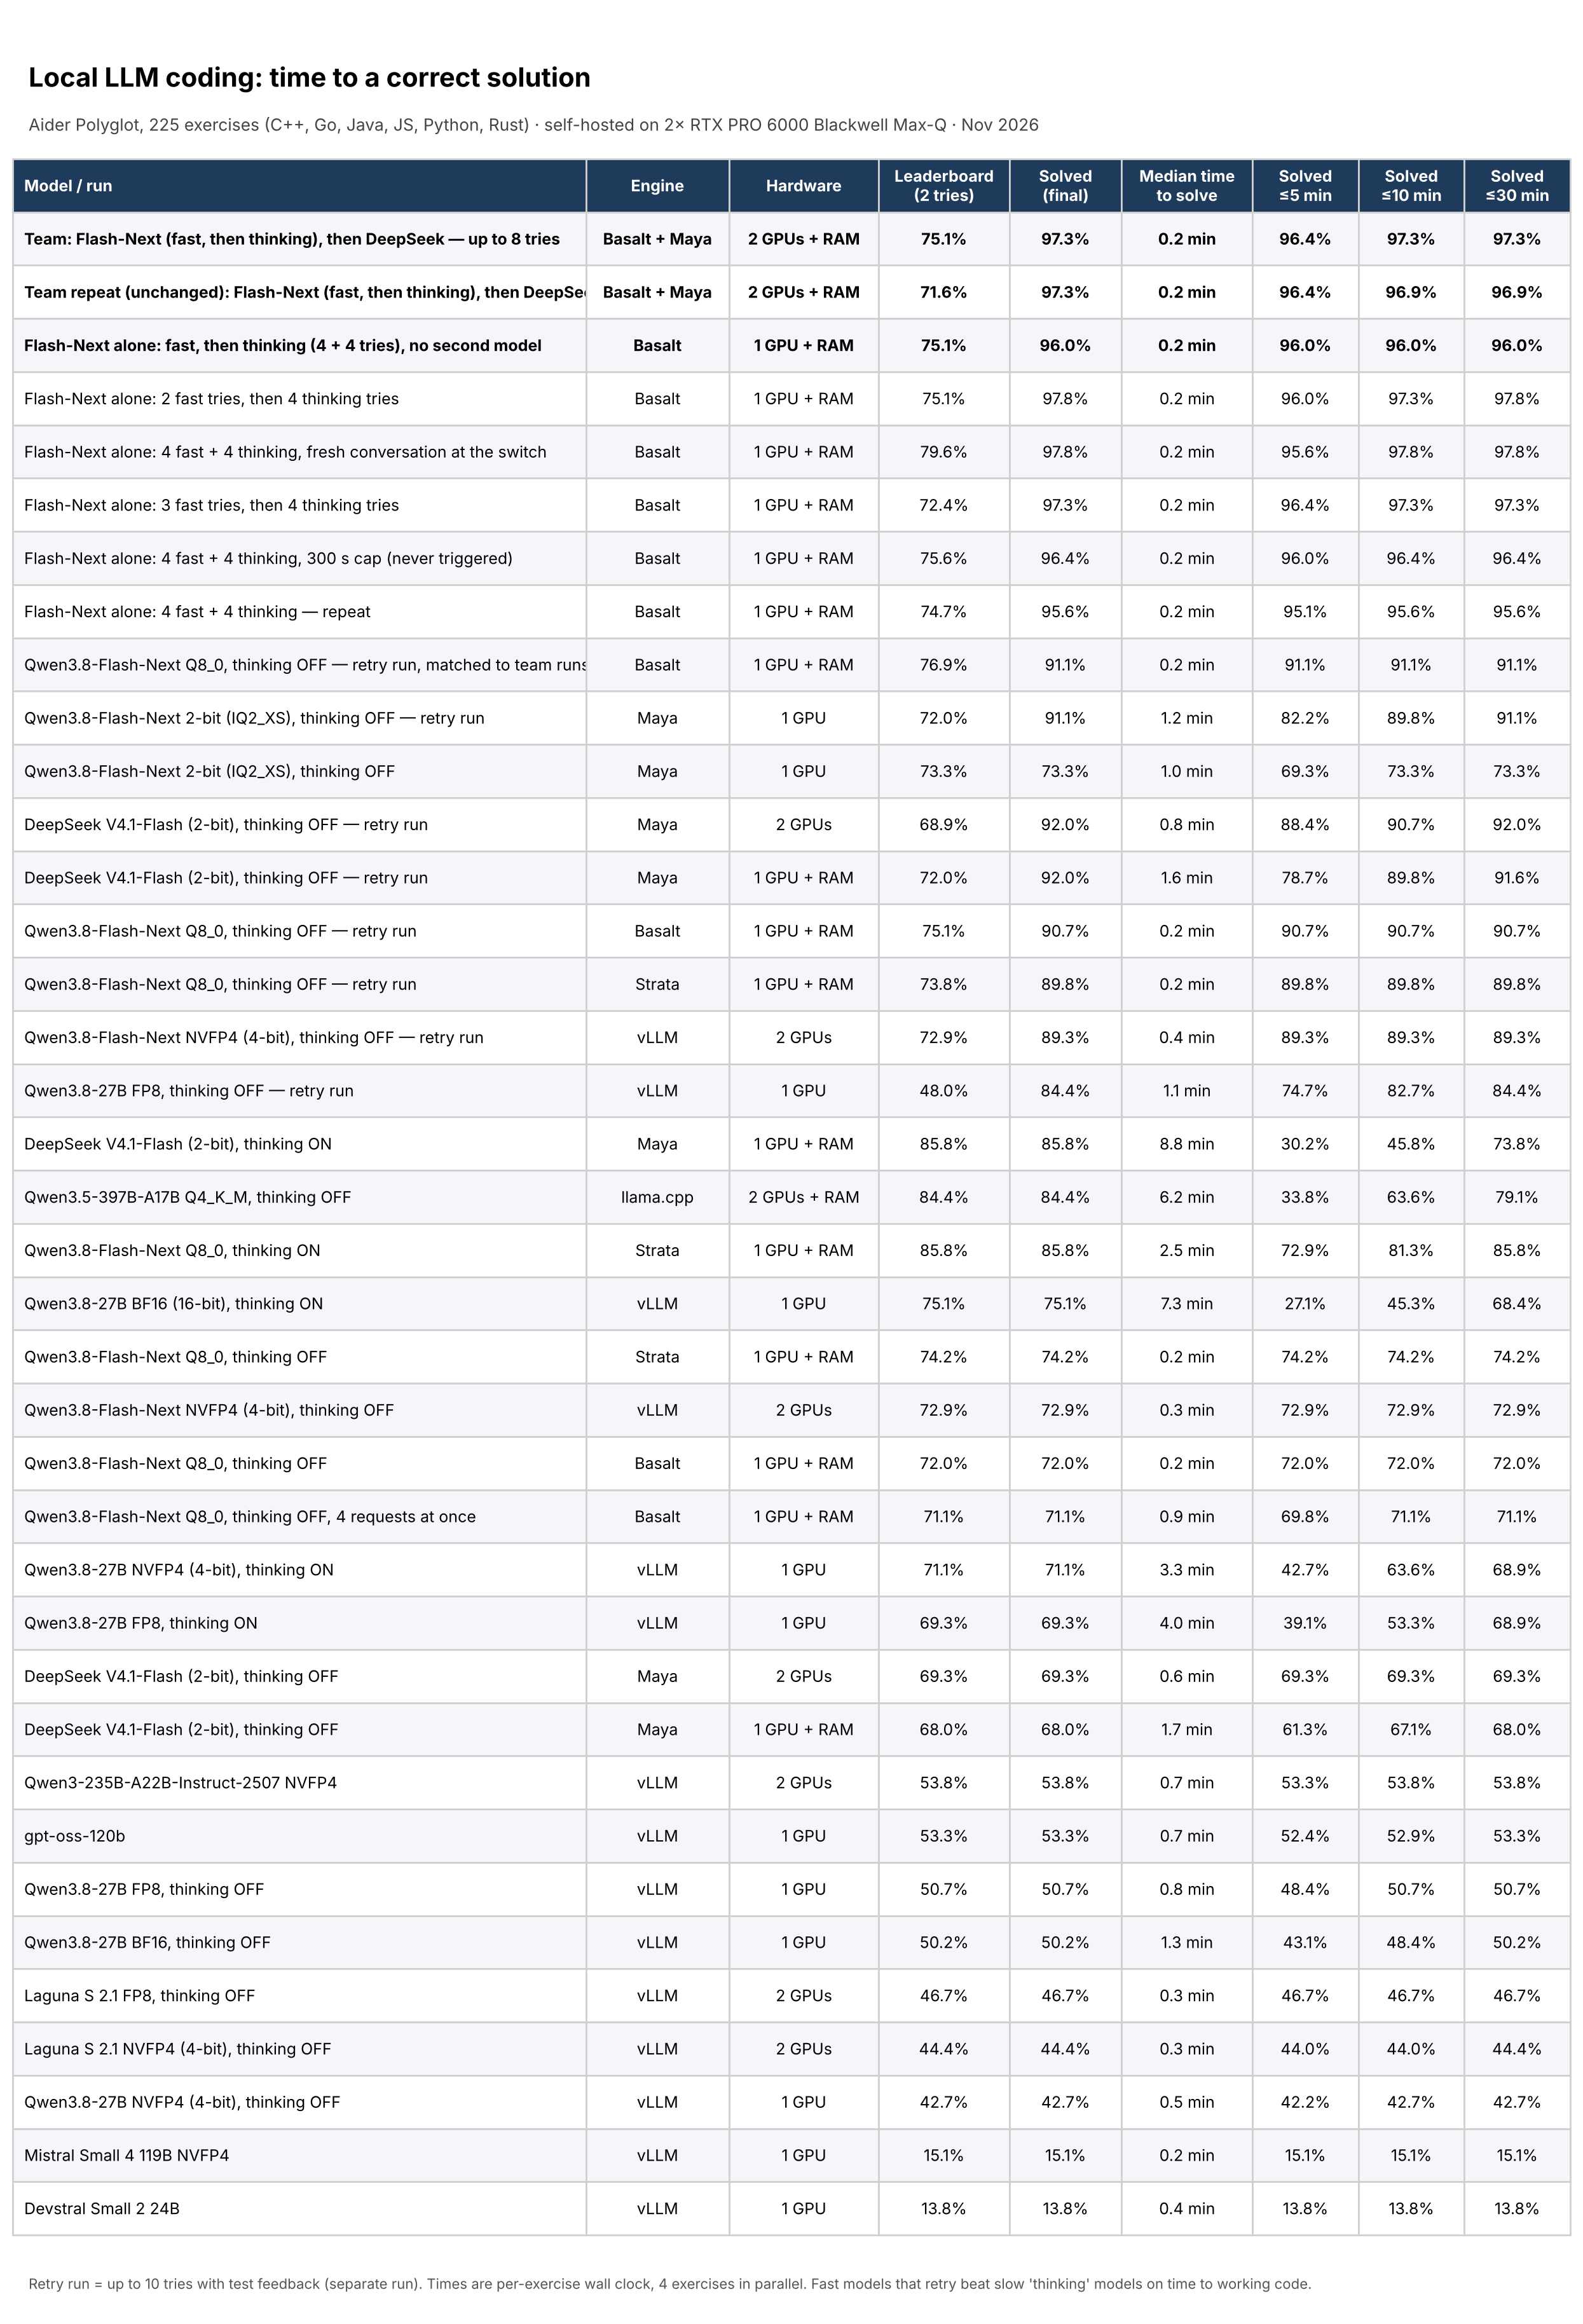 Local LLM coding: time to a correct solution
Aider Polyglot, 225 exercises (C++, Go, Java, JS, Python, Rust) · self-hosted on 2× RTX PRO 6000 Blackwell Max-Q · Nov 2026
Model / run Engine Hardware Leaderboard (2 tries) Solved (final) Median time to solve Solved ≤5 min Solved ≤10 min Solved ≤30 min
Team: Flash-Next (fast, then thinking), then DeepSeek — up to 8 tries Basalt + Maya 2 GPUs + RAM 75.1% 97.3% 0.2 min 96.4% 97.3% 97.3%
Team repeat (unchanged): Flash-Next (fast, then thinking), then DeepSe Basalt + Maya 2 GPUs + RAM 71.6% 97.3% 0.2 min 96.4% 96.9% 96.9%
Flash-Next alone: fast, then thinking (4 + 4 tries), no second model Basalt 1 GPU + RAM 75.1% 96.0% 0.2 min 96.0% 96.0% 96.0%
Flash-Next alone: 2 fast tries, then 4 thinking tries Basalt 1 GPU + RAM 75.1% 97.8% 0.2 min 96.0% 97.3% 97.8%
Flash-Next alone: 4 fast + 4 thinking, fresh conversation at the switch Basalt 1 GPU + RAM 79.6% 97.8% 0.2 min 95.6% 97.8% 97.8%
Flash-Next alone: 3 fast tries, then 4 thinking tries Basalt 1 GPU + RAM 72.4% 97.3% 0.2 min 96.4% 97.3% 97.3%
Flash-Next alone: 4 fast + 4 thinking, 300 s cap (never triggered) Basalt 1 GPU + RAM 75.6% 96.4% 0.2 min 96.0% 96.4% 96.4%
Flash-Next alone: 4 fast + 4 thinking — repeat Basalt 1 GPU + RAM 74.7% 95.6% 0.2 min 95.1% 95.6% 95.6%
Qwen3.8-Flash-Next Q8_0, thinking OFF — retry run, matched to team runs Basalt 1 GPU + RAM 76.9% 91.1% 0.2 min 91.1% 91.1% 91.1%
Qwen3.8-Flash-Next 2-bit (IQ2_XS), thinking OFF — retry run Maya 1 GPU 72.0% 91.1% 1.2 min 82.2% 89.8% 91.1%
Qwen3.8-Flash-Next 2-bit (IQ2_XS), thinking OFF Maya 1 GPU 73.3% 73.3% 1.0 min 69.3% 73.3% 73.3%
DeepSeek V4.1-Flash (2-bit), thinking OFF — retry run Maya 2 GPUs 68.9% 92.0% 0.8 min 88.4% 90.7% 92.0%
DeepSeek V4.1-Flash (2-bit), thinking OFF — retry run Maya 1 GPU + RAM 72.0% 92.0% 1.6 min 78.7% 89.8% 91.6%
Qwen3.8-Flash-Next Q8_0, thinking OFF — retry run Basalt 1 GPU + RAM 75.1% 90.7% 0.2 min 90.7% 90.7% 90.7%
Qwen3.8-Flash-Next Q8_0, thinking OFF — retry run Strata 1 GPU + RAM 73.8% 89.8% 0.2 min 89.8% 89.8% 89.8%
Qwen3.8-Flash-Next NVFP4 (4-bit), thinking OFF — retry run vLLM 2 GPUs 72.9% 89.3% 0.4 min 89.3% 89.3% 89.3%
Qwen3.8-27B FP8, thinking OFF — retry run vLLM 1 GPU 48.0% 84.4% 1.1 min 74.7% 82.7% 84.4%
DeepSeek V4.1-Flash (2-bit), thinking ON Maya 1 GPU + RAM 85.8% 85.8% 8.8 min 30.2% 45.8% 73.8%
Qwen3.5-397B-A17B Q4_K_M, thinking OFF llama.cpp 2 GPUs + RAM 84.4% 84.4% 6.2 min 33.8% 63.6% 79.1%
Qwen3.8-Flash-Next Q8_0, thinking ON Strata 1 GPU + RAM 85.8% 85.8% 2.5 min 72.9% 81.3% 85.8%
Qwen3.8-27B BF16 (16-bit), thinking ON vLLM 1 GPU 75.1% 75.1% 7.3 min 27.1% 45.3% 68.4%
Qwen3.8-Flash-Next Q8_0, thinking OFF Strata 1 GPU + RAM 74.2% 74.2% 0.2 min 74.2% 74.2% 74.2%
Qwen3.8-Flash-Next NVFP4 (4-bit), thinking OFF vLLM 2 GPUs 72.9% 72.9% 0.3 min 72.9% 72.9% 72.9%
Qwen3.8-Flash-Next Q8_0, thinking OFF Basalt 1 GPU + RAM 72.0% 72.0% 0.2 min 72.0% 72.0% 72.0%
Qwen3.8-Flash-Next Q8_0, thinking OFF, 4 requests at once Basalt 1 GPU + RAM 71.1% 71.1% 0.9 min 69.8% 71.1% 71.1%
Qwen3.8-27B NVFP4 (4-bit), thinking ON vLLM 1 GPU 71.1% 71.1% 3.3 min 42.7% 63.6% 68.9%
Qwen3.8-27B FP8, thinking ON vLLM 1 GPU 69.3% 69.3% 4.0 min 39.1% 53.3% 68.9%
DeepSeek V4.1-Flash (2-bit), thinking OFF Maya 2 GPUs 69.3% 69.3% 0.6 min 69.3% 69.3% 69.3%
DeepSeek V4.1-Flash (2-bit), thinking OFF Maya 1 GPU + RAM 68.0% 68.0% 1.7 min 61.3% 67.1% 68.0%
Qwen3-235B-A22B-Instruct-2507 NVFP4 vLLM 2 GPUs 53.8% 53.8% 0.7 min 53.3% 53.8% 53.8%
gpt-oss-120b vLLM 1 GPU 53.3% 53.3% 0.7 min 52.4% 52.9% 53.3%
Qwen3.8-27B FP8, thinking OFF vLLM 1 GPU 50.7% 50.7% 0.8 min 48.4% 50.7% 50.7%
Qwen3.8-27B BF16, thinking OFF vLLM 1 GPU 50.2% 50.2% 1.3 min 43.1% 48.4% 50.2%
Laguna S 2.1 FP8, thinking OFF vLLM 2 GPUs 46.7% 46.7% 0.3 min 46.7% 46.7% 46.7%
Laguna S 2.1 NVFP4 (4-bit), thinking OFF vLLM 2 GPUs 44.4% 44.4% 0.3 min 44.0% 44.0% 44.4%
Qwen3.8-27B NVFP4 (4-bit), thinking OFF vLLM 1 GPU 42.7% 42.7% 0.5 min 42.2% 42.7% 42.7%
Mistral Small 4 119B NVFP4 vLLM 1 GPU 15.1% 15.1% 0.2 min 15.1% 15.1% 15.1%
Devstral Small 2 24B vLLM 1 GPU 13.8% 13.8% 0.4 min 13.8% 13.8% 13.8%
Retry run = up to 10 tries with test feedback (separate run). Times are per-exercise wall clock, 4 exercises in parallel. Fast models that retry beat slow 'thinking' models on time to working code.